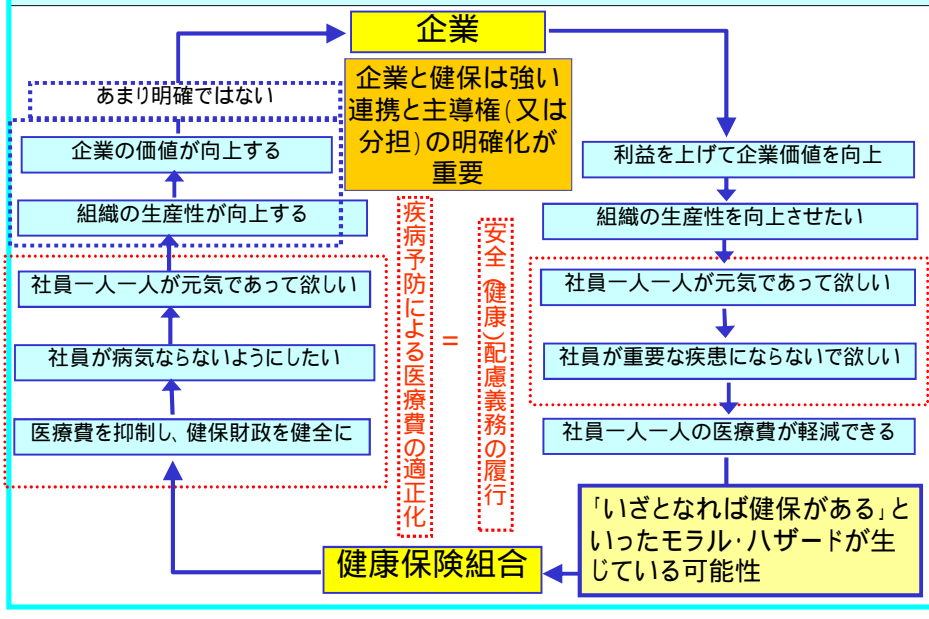 企業
企業と健保は強い
連携と主導権(又は
分担)の明確化が
重要
あまり明確ではない
企業の価値が向上する
組織の生産性が向上する
社員一人一人が元気であって欲しい
社員が病気ならないようにしたい
医療費を抑制し、健保財政を健全に
疾病予防による医療費の適正化
=
安全(健康)配慮義務の履行
利益を上げて企業価値を向上
組織の生産性を向上させたい
社員一人一人が元気であって欲しい
社員が重要な疾患にならないで欲しい
社員一人一人の医療費が軽減できる
「いざとなれば健保がある」と
いったモラル・ハザードが生
じている可能性
健康保険組合